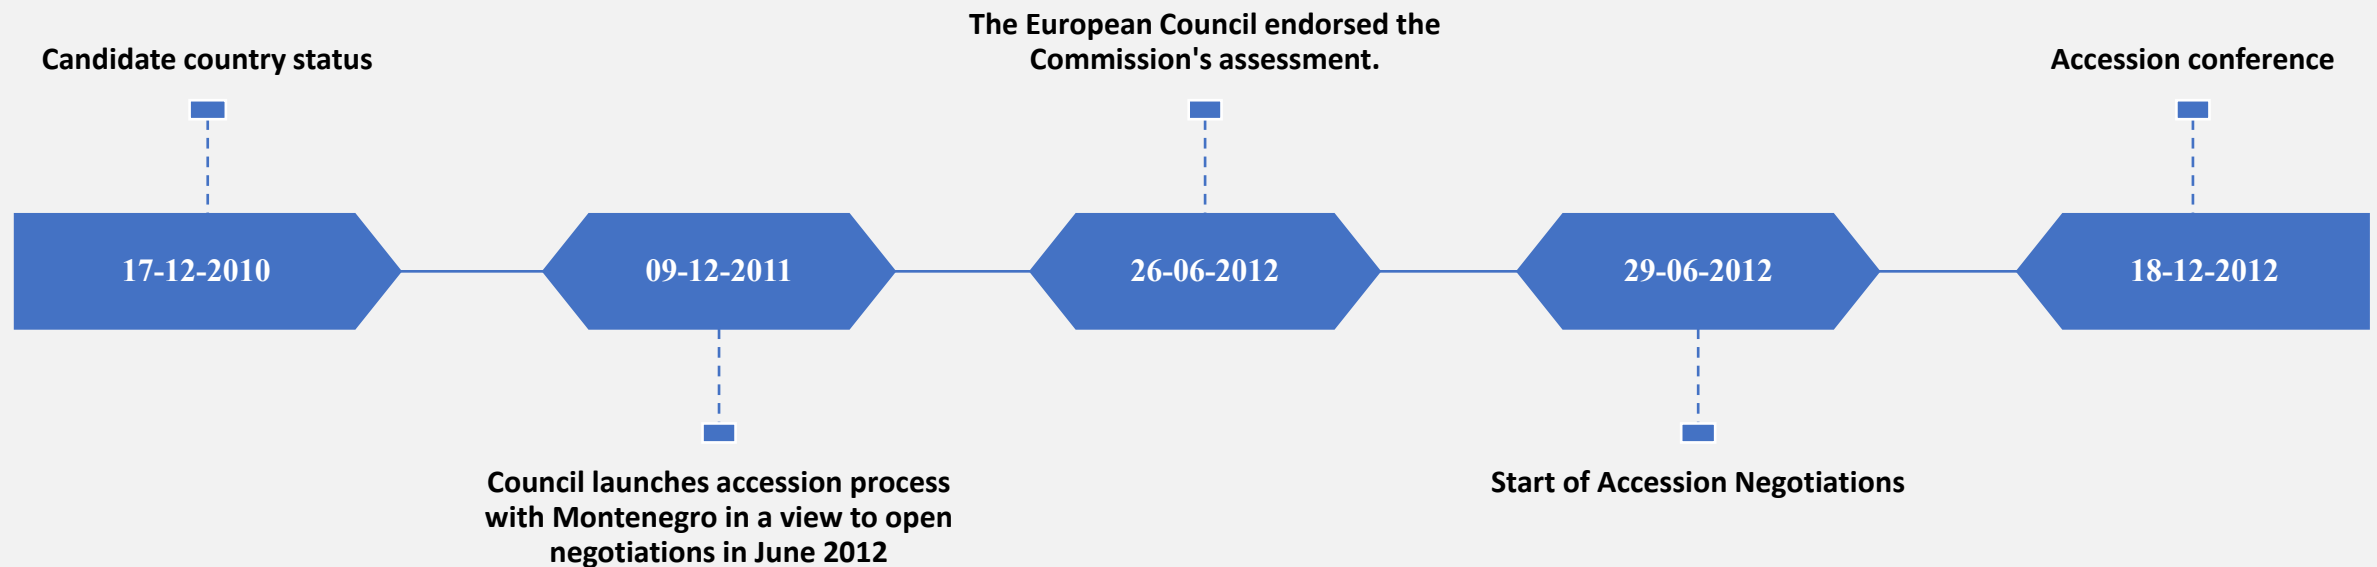 Candidate country status
The European Council endorsed the
Commission's assessment.
Accession conference
17-12-2010
09-12-2011
26-06-2012
29-06-2012
18-12-2012
Council launches accession process
with Montenegro in a view to open
negotiations in June 2012
Start of Accession Negotiations